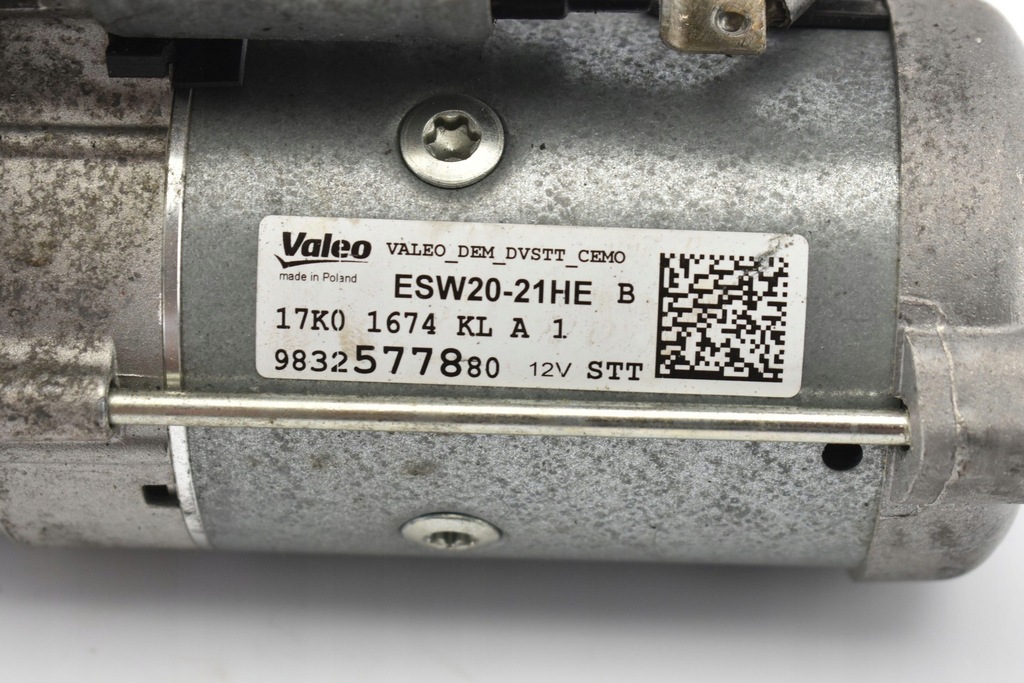 Valeo VALEO_DEM_DVSTT_CEMO
made in Poland
ESW20-21HE B
17K0 1674 KL A 1
9832577880 12V STT